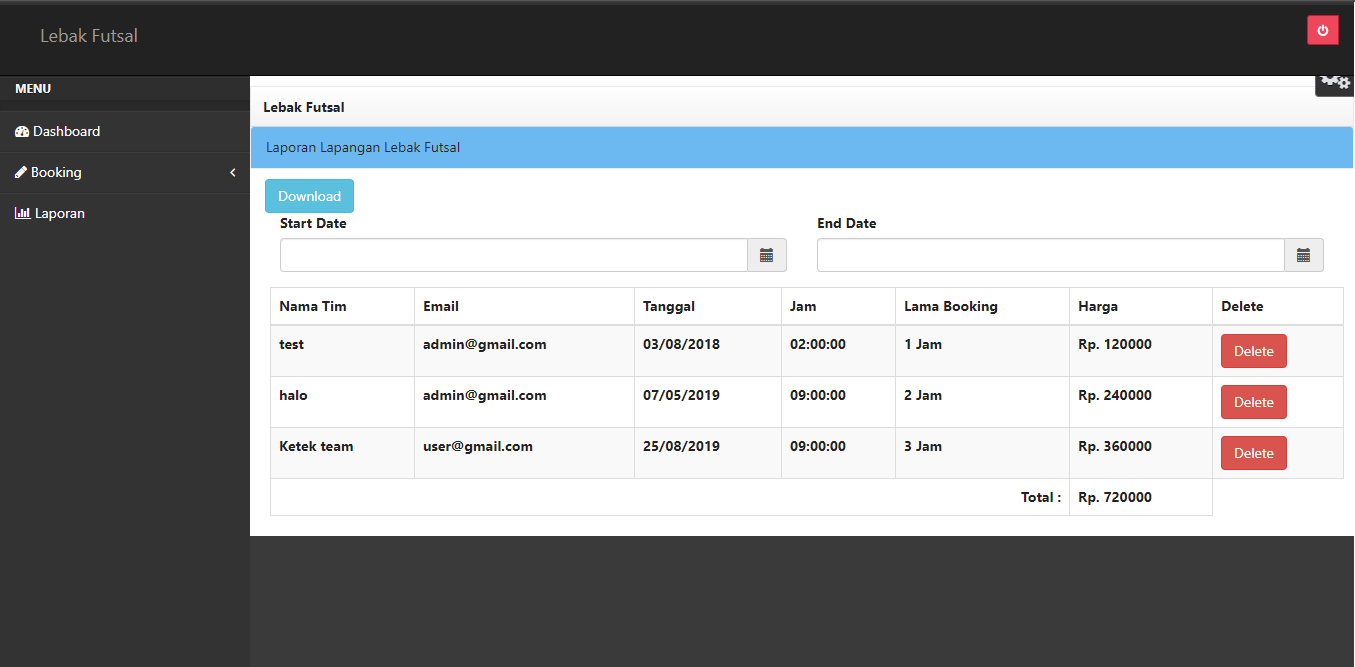 Lebak Futsal
MENU
Dashboard
Booking
Laporan
Lebak Futsal
Laporan Lapangan Lebak Futsal
Download
Start Date End Date
Nama Tim Email Tanggal Jam Lama Booking Harga Delete
test admin@gmail.com 03/08/2018 02:00:00 1 Jam Rp. 120000 Delete
halo admin@gmail.com 07/05/2019 09:00:00 2 Jam Rp. 240000 Delete
Ketek team user@gmail.com 25/08/2019 09:00:00 3 Jam Rp. 360000 Delete
Total : Rp. 720000